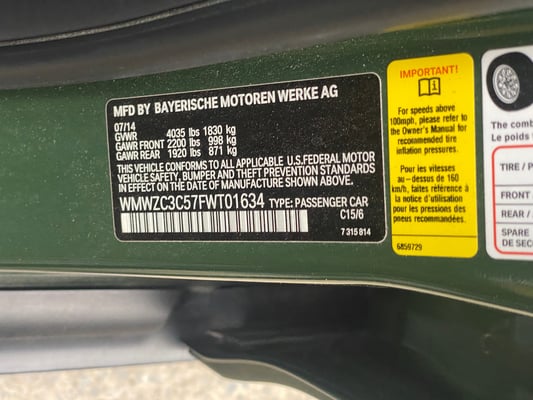 MFD BY BAYERISCHE MOTOREN WERKE AG
07/14
GVWR 4035 lbs 1830 kg
GAWR FRONT 2200 lbs 998 kg
GAWR REAR 1920 lbs 871 kg
THIS VEHICLE CONFORMS TO ALL APPLICABLE U.S.FEDERAL MOTOR
VEHICLE SAFETY, BUMPER AND THEFT PREVENTION STANDARDS
IN EFFECT ON THE DATE OF MANUFACTURE SHOWN ABOVE.
WMWZC3C57FWT01634 TYPE: PASSENGER CAR
C15/6
7 315 814
IMPORTANT!
For speeds above
100mph, please refer to
the Owner's Manual for
recommended tire
inflation pressures.
Pour les vitesses
au-dessus de 160
km/h, faites référence à
la notice d'utilisation
pour les pressions des
pneus recommandées.
6859729
The comb
Le poids
TIRE / P
FRONT
REAR /
SPARE
DE SEC